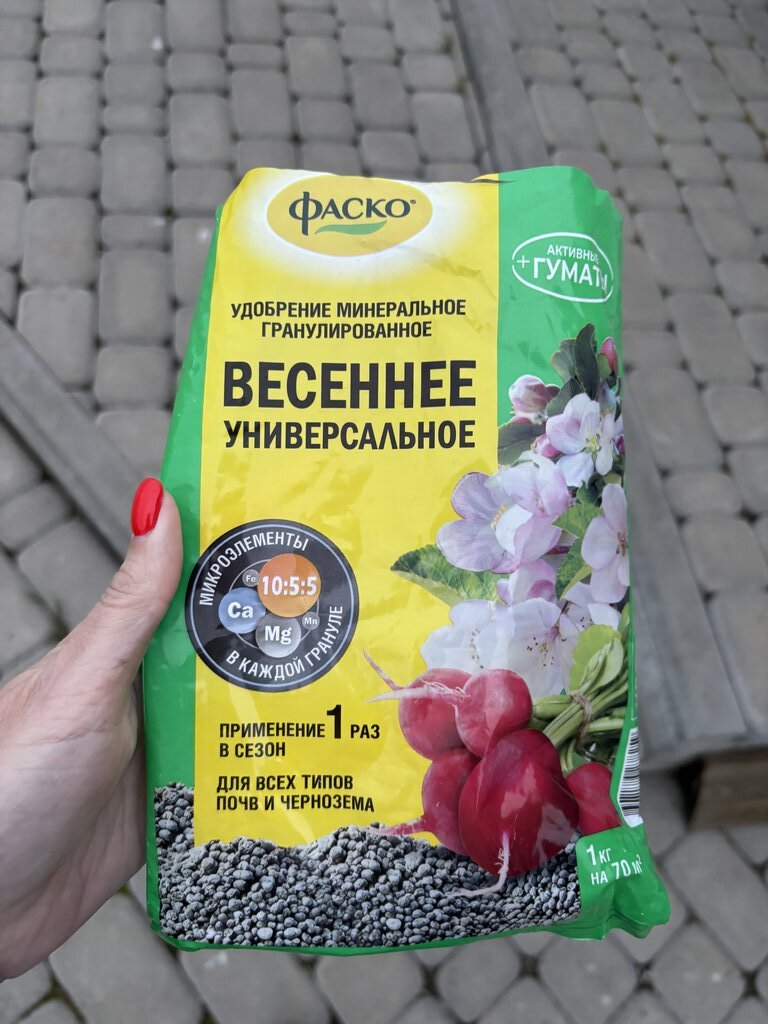 ФАСКО®
АКТИВНЫЕ
+ГУМАТЫ
УДОБРЕНИЕ МИНЕРАЛЬНОЕ
ГРАНУЛИРОВАННОЕ
ВЕСЕННЕЕ
УНИВЕРСАЛЬНОЕ
МИКРОЭЛЕМЕНТЫ
Fe
10:5:5
Ca
Mn
Mg
В КАЖДОЙ ГРАНУЛЕ
ПРИМЕНЕНИЕ 1 РАЗ
В СЕЗОН
ДЛЯ ВСЕХ ТИПОВ
ПОЧВ И ЧЕРНОЗЕМА
1 КГ
НА 70 м²